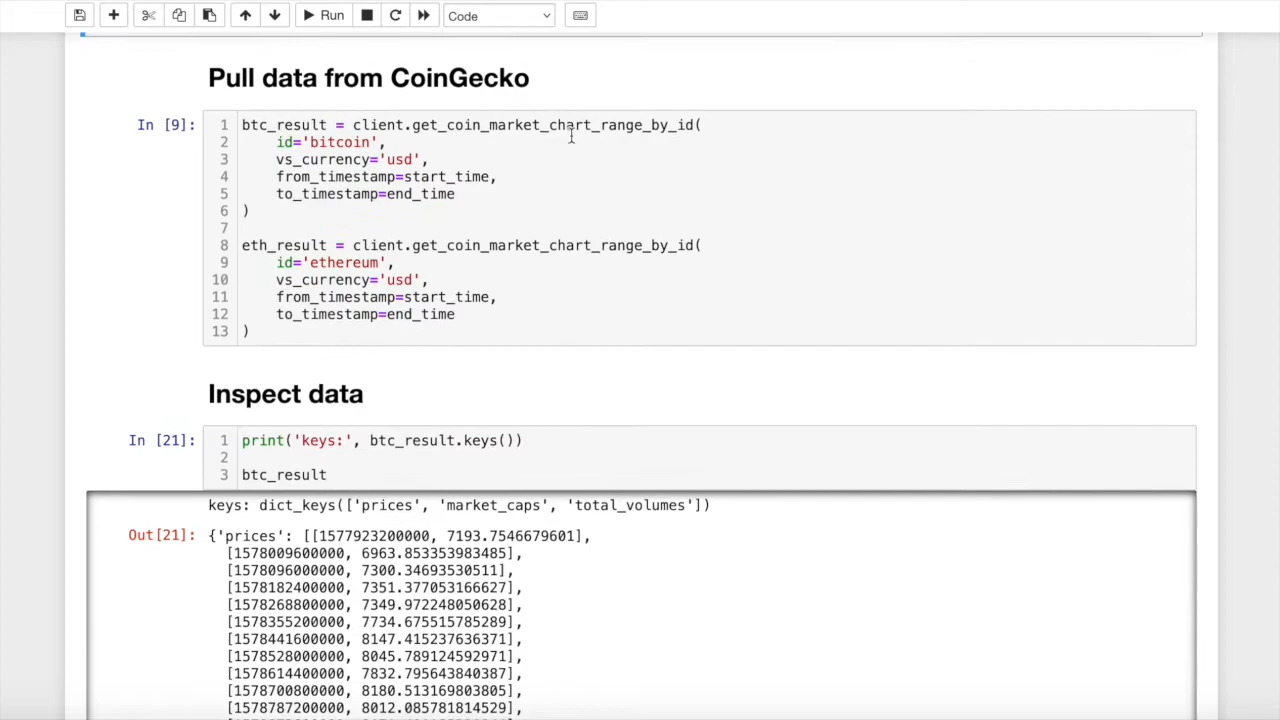 Run
Code
Pull data from CoinGecko
In [9]:
1 btc_result = client.get_coin_market_chart_range_by_id(
2     id='bitcoin',
3     vs_currency='usd',
4     from_timestamp=start_time,
5     to_timestamp=end_time
6 )
7
8 eth_result = client.get_coin_market_chart_range_by_id(
9     id='ethereum',
10     vs_currency='usd',
11     from_timestamp=start_time,
12     to_timestamp=end_time
13 )
Inspect data
In [21]:
1 print('keys:', btc_result.keys())
2
3 btc_result
keys: dict_keys(['prices', 'market_caps', 'total_volumes'])
Out[21]: {'prices': [[1577923200000, 7193.7546679601],
[1578009600000, 6963.853353983485],
[1578096000000, 7300.34693530511],
[1578182400000, 7351.377053166627],
[1578268800000, 7349.972248050628],
[1578355200000, 7734.675515785289],
[1578441600000, 8147.415237636371],
[1578528000000, 8045.789124592971],
[1578614400000, 7832.795643840387],
[1578700800000, 8180.513169803805],
[1578787200000, 8012.085781814529],